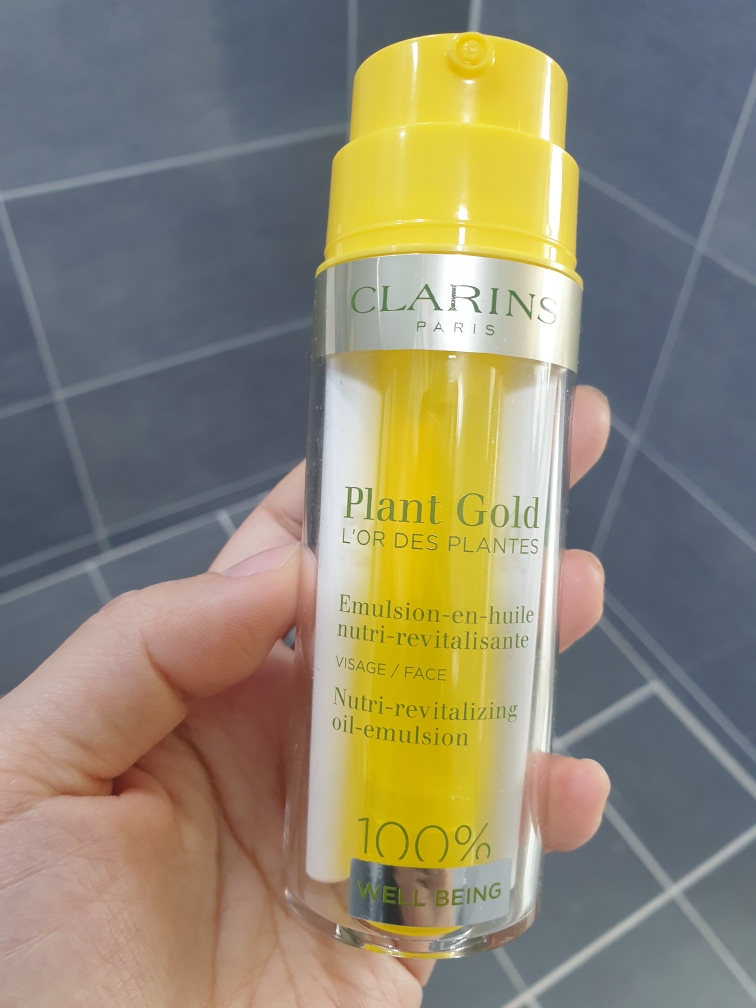 CLARINS
PARIS
Plant Gold
L'OR DES PLANTES
Emulsion-en-huile
nutri-revitalisante
VISAGE / FACE
Nutri-revitalizing
oil-emulsion
100%
WELL BEING